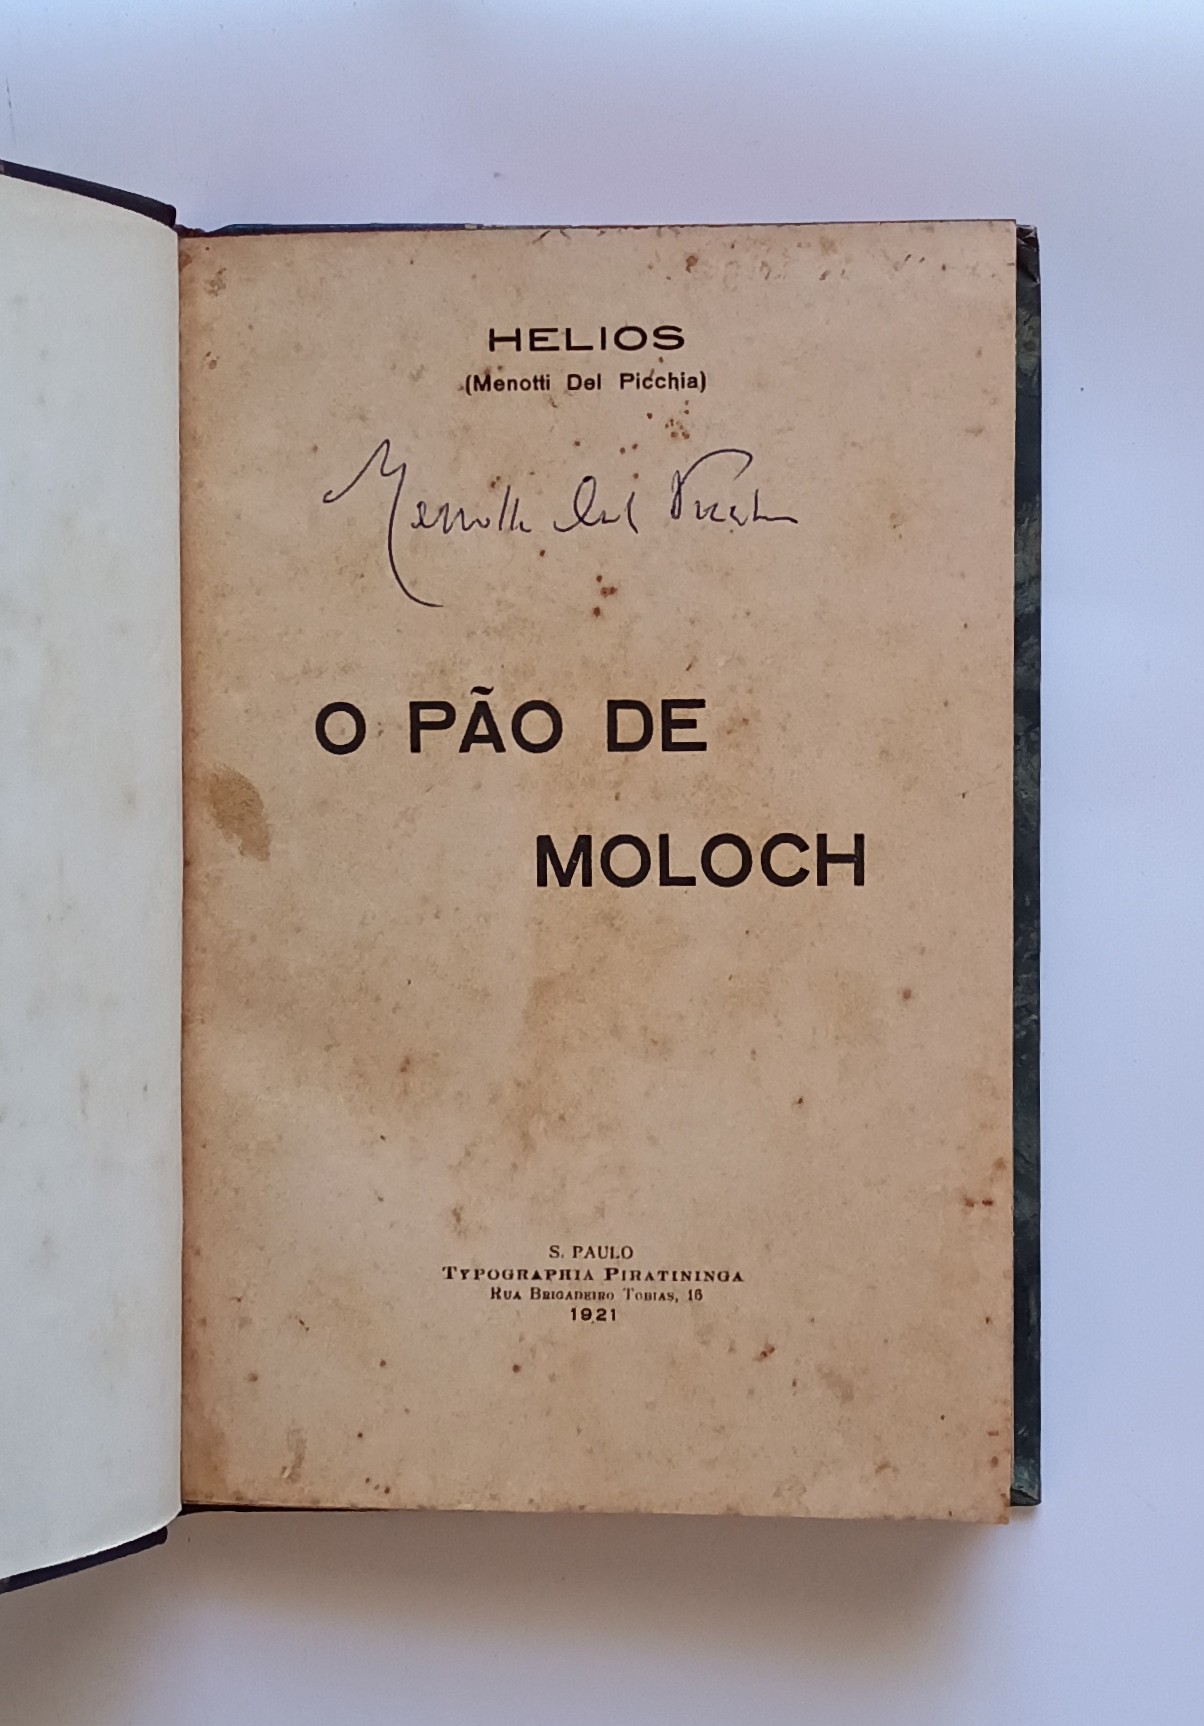 HELIOS
(Menotti Del Picchia)
Menotti del Picchia
O PÃO DE
MOLOCH
S. PAULO
TYPOGRAPHIA PIRATININGA
RUA BRIGADEIRO TOBIAS, 16
1921